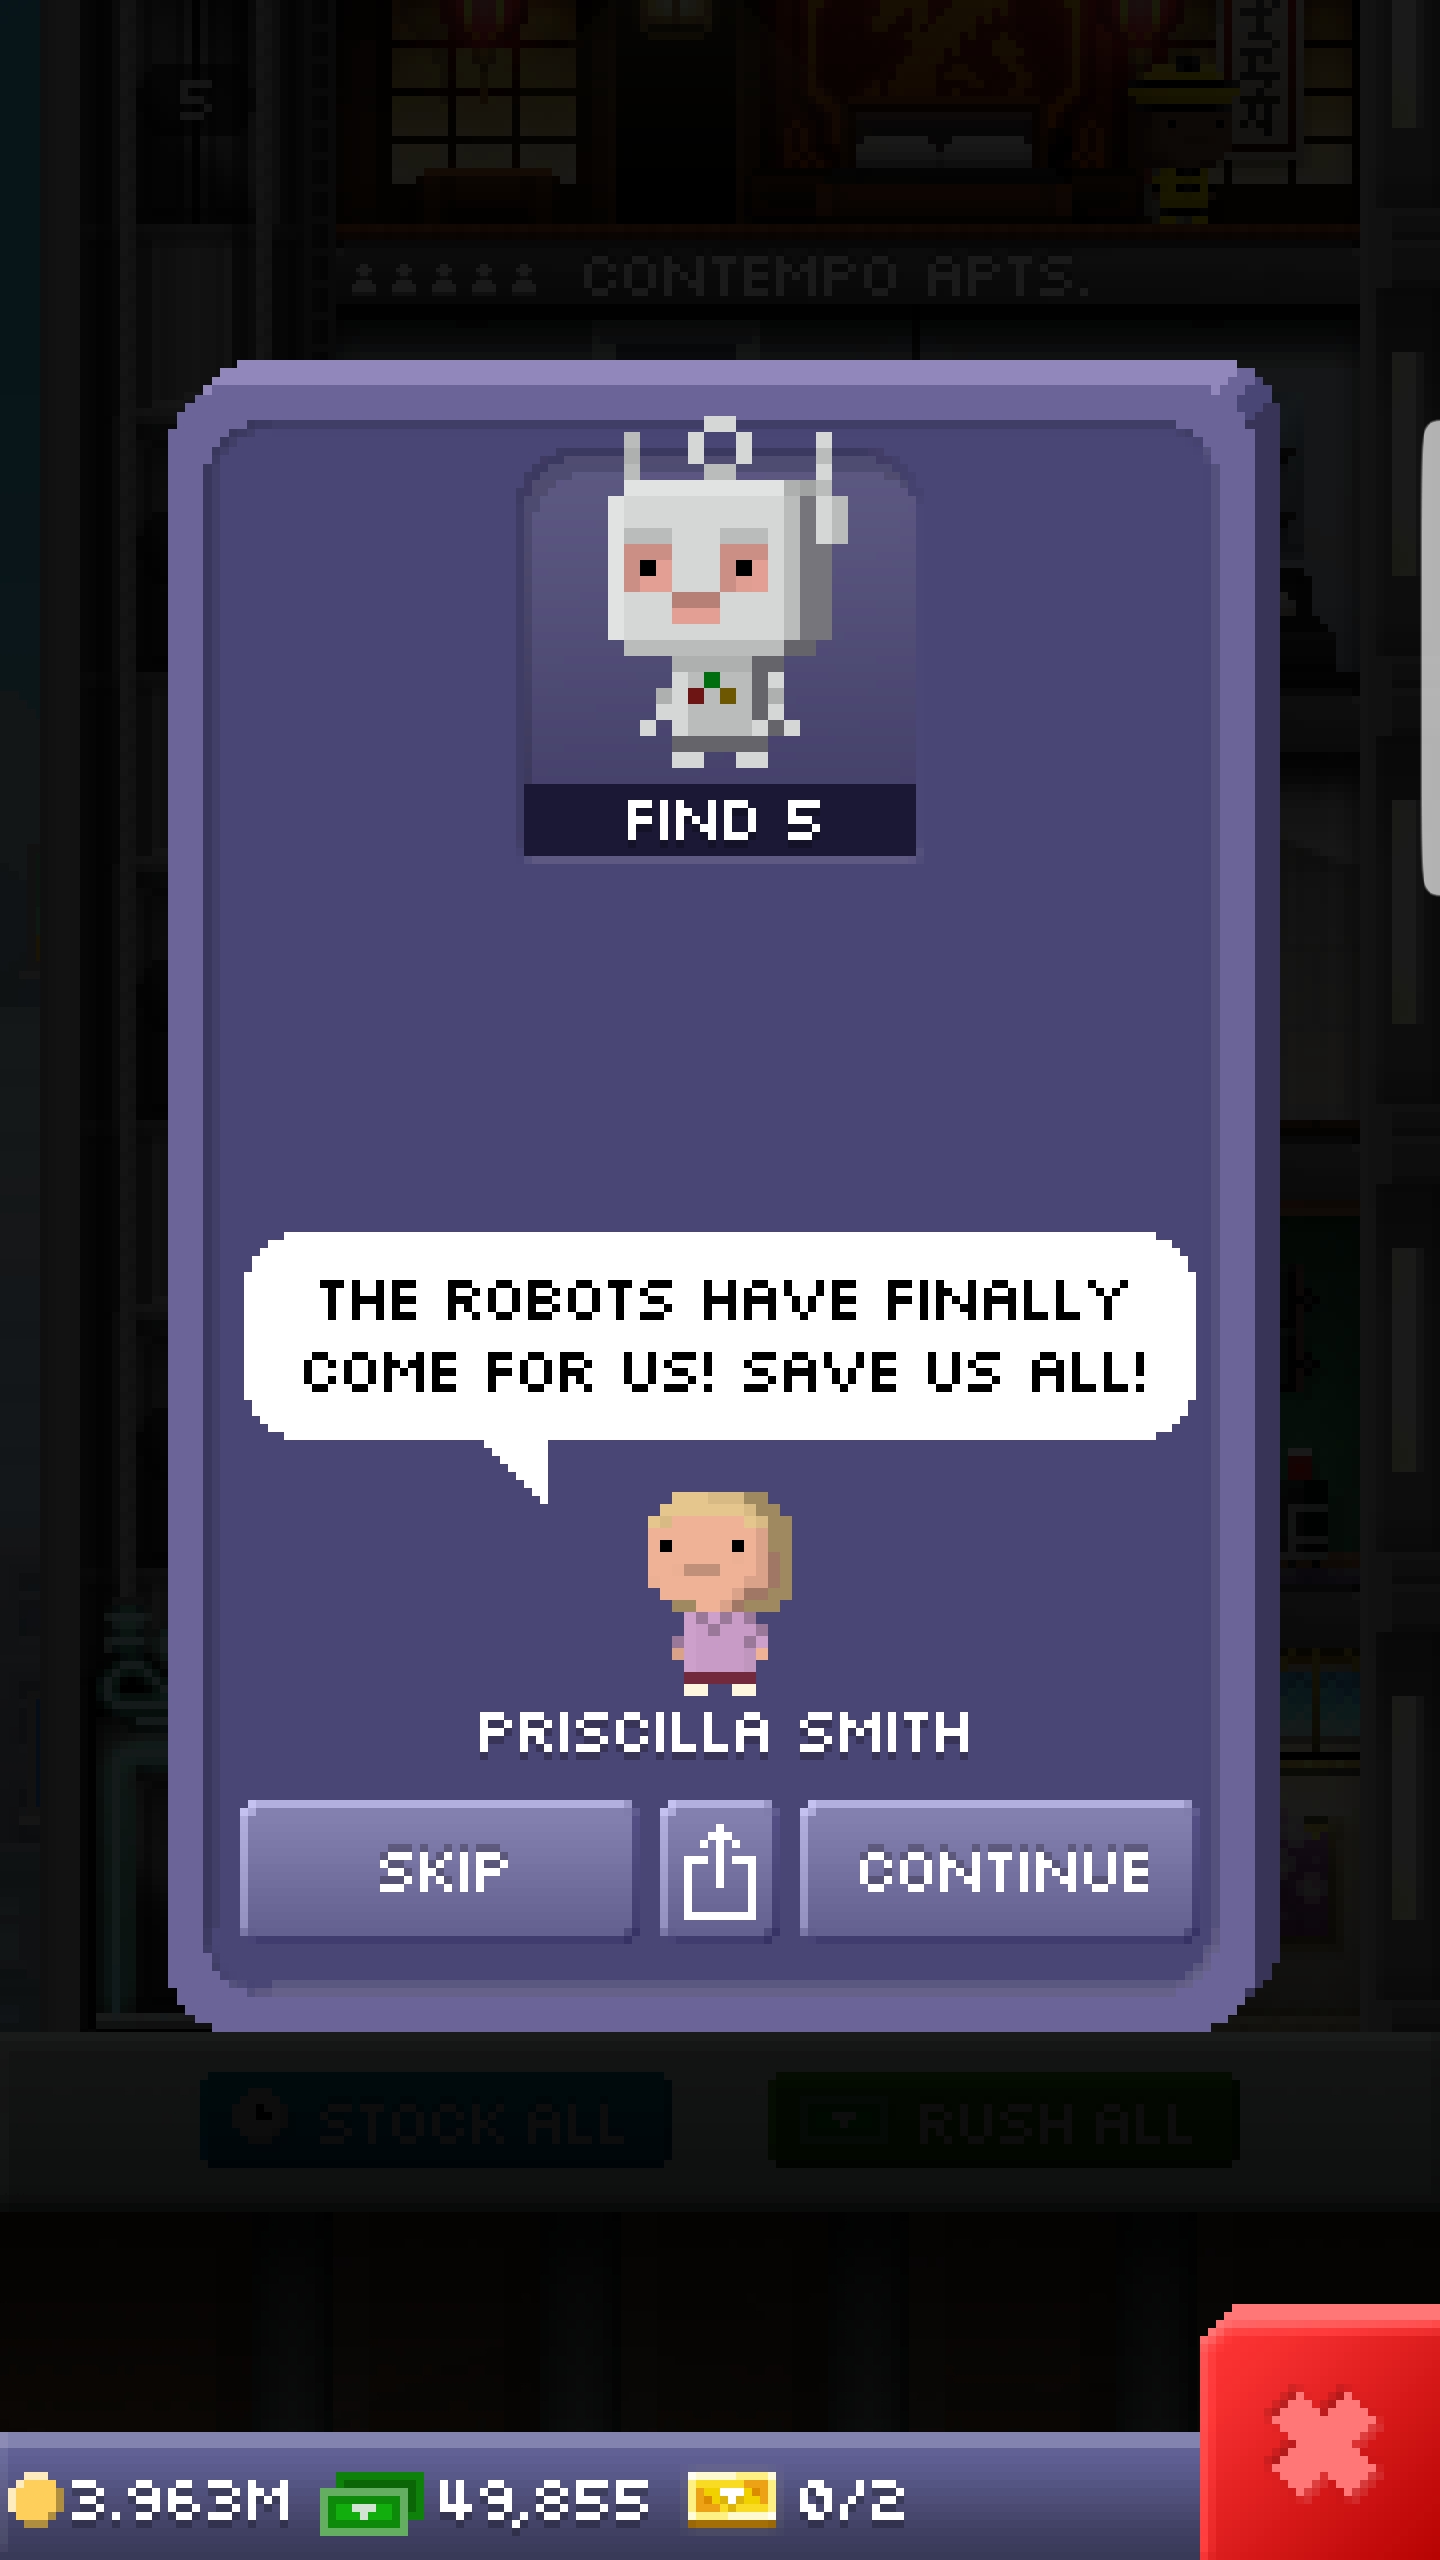 5
CONTEMPO APTS.
FIND 5
THE ROBOTS HAVE FINALLY
COME FOR US! SAVE US ALL!
PRISCILLA SMITH
SKIP
CONTINUE
STOCK ALL
RUSH ALL
3.963M
49,855
0/2